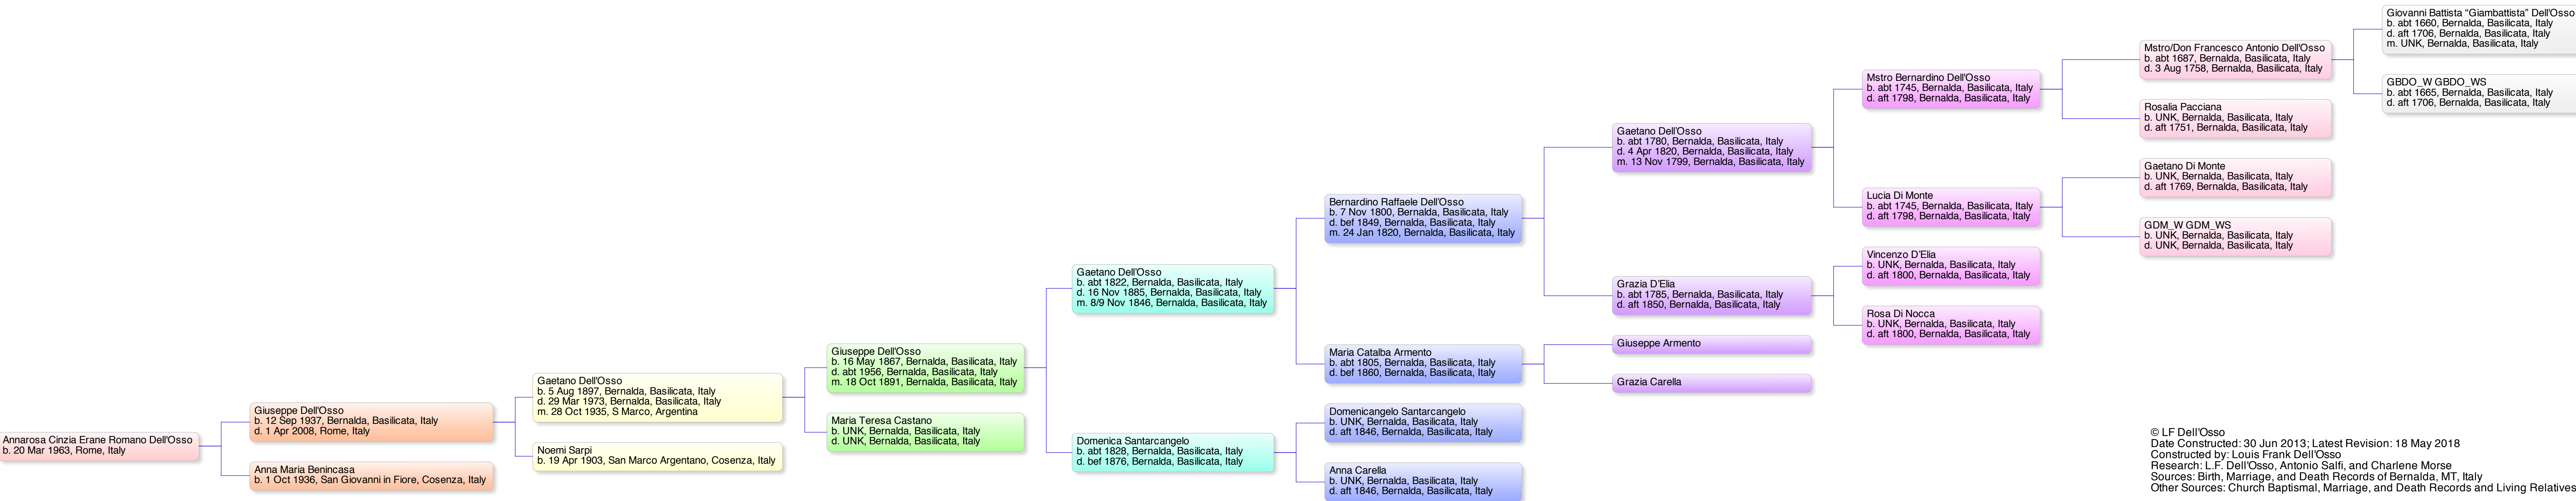 Annarosa Cinzia Erane Romano Dell'Osso
b. 20 Mar 1963, Rome, Italy
Giuseppe Dell'Osso
b. 12 Sep 1937, Bernalda, Basilicata, Italy
d. 1 Apr 2008, Rome, Italy
Anna Maria Benincasa
b. 1 Oct 1936, San Giovanni in Fiore, Cosenza, Italy
Gaetano Dell'Osso
b. 5 Aug 1897, Bernalda, Basilicata, Italy
d. 29 Mar 1973, Bernalda, Basilicata, Italy
m. 28 Oct 1935, S Marco, Argentina
Noemi Sarpi
b. 19 Apr 1903, San Marco Argentano, Cosenza, Italy
Giuseppe Dell'Osso
b. 16 May 1867, Bernalda, Basilicata, Italy
d. abt 1956, Bernalda, Basilicata, Italy
m. 18 Oct 1891, Bernalda, Basilicata, Italy
Maria Teresa Castano
b. UNK, Bernalda, Basilicata, Italy
d. UNK, Bernalda, Basilicata, Italy
Gaetano Dell'Osso
b. abt 1822, Bernalda, Basilicata, Italy
d. 16 Nov 1885, Bernalda, Basilicata, Italy
m. 8/9 Nov 1846, Bernalda, Basilicata, Italy
Domenica Santarcangelo
b. abt 1828, Bernalda, Basilicata, Italy
d. bef 1876, Bernalda, Basilicata, Italy
Bernardino Raffaele Dell'Osso
b. 7 Nov 1800, Bernalda, Basilicata, Italy
d. bef 1849, Bernalda, Basilicata, Italy
m. 24 Jan 1820, Bernalda, Basilicata, Italy
Maria Catalba Armento
b. abt 1805, Bernalda, Basilicata, Italy
d. bef 1860, Bernalda, Basilicata, Italy
Domenicangelo Santarcangelo
b. UNK, Bernalda, Basilicata, Italy
d. aft 1846, Bernalda, Basilicata, Italy
Anna Carella
b. UNK, Bernalda, Basilicata, Italy
d. aft 1846, Bernalda, Basilicata, Italy
Gaetano Dell'Osso
b. abt 1780, Bernalda, Basilicata, Italy
d. 4 Apr 1820, Bernalda, Basilicata, Italy
m. 13 Nov 1799, Bernalda, Basilicata, Italy
Grazia D'Elia
b. abt 1785, Bernalda, Basilicata, Italy
d. aft 1850, Bernalda, Basilicata, Italy
Giuseppe Armento
Grazia Carella
Mstro Bernardino Dell'Osso
b. abt 1745, Bernalda, Basilicata, Italy
d. aft 1798, Bernalda, Basilicata, Italy
Lucia Di Monte
b. abt 1745, Bernalda, Basilicata, Italy
d. aft 1798, Bernalda, Basilicata, Italy
Vincenzo D'Elia
b. UNK, Bernalda, Basilicata, Italy
d. aft 1800, Bernalda, Basilicata, Italy
Rosa Di Nocca
b. UNK, Bernalda, Basilicata, Italy
d. aft 1800, Bernalda, Basilicata, Italy
Mstro/Don Francesco Antonio Dell'Osso
b. abt 1687, Bernalda, Basilicata, Italy
d. 3 Aug 1758, Bernalda, Basilicata, Italy
Rosalia Pacciana
b. UNK, Bernalda, Basilicata, Italy
d. aft 1751, Bernalda, Basilicata, Italy
Gaetano Di Monte
b. UNK, Bernalda, Basilicata, Italy
d. aft 1769, Bernalda, Basilicata, Italy
GDM_W GDM_WS
b. UNK, Bernalda, Basilicata, Italy
d. UNK, Bernalda, Basilicata, Italy
Giovanni Battista “Giambattista” Dell'Osso
b. abt 1660, Bernalda, Basilicata, Italy
d. aft 1706, Bernalda, Basilicata, Italy
m. UNK, Bernalda, Basilicata, Italy
GBDO_W GBDO_WS
b. abt 1665, Bernalda, Basilicata, Italy
d. aft 1706, Bernalda, Basilicata, Italy
© LF Dell'Osso
Date Constructed: 30 Jun 2013; Latest Revision: 18 May 2018
Constructed by: Louis Frank Dell'Osso
Research: L.F. Dell'Osso, Antonio Salfi, and Charlene Morse
Sources: Birth, Marriage, and Death Records of Bernalda, MT, Italy
Other Sources: Church Baptismal, Marriage, and Death Records and Living Relatives